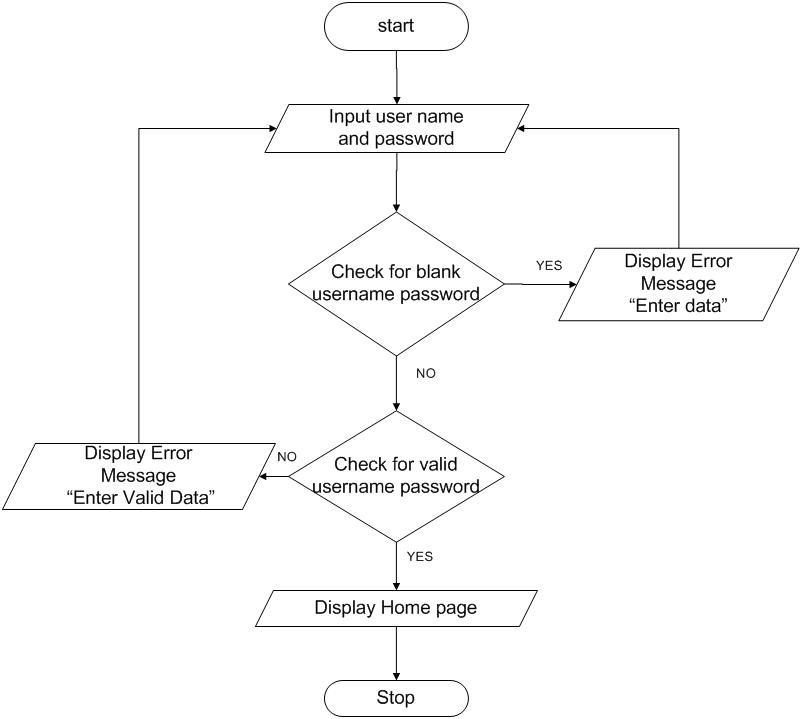 start
Input user name
and password
Check for blank
username password
YES
Display Error
Message
“Enter data”
NO
Check for valid
username password
NO
Display Error
Message
“Enter Valid Data”
YES
Display Home page
Stop